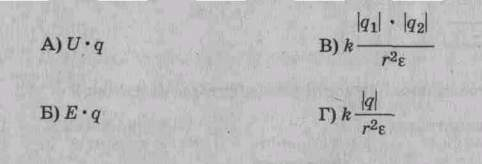 А) U · q
Б) E · q
В) k |q₁| · |q₂| / r²ε
Г) k |q| / r²ε